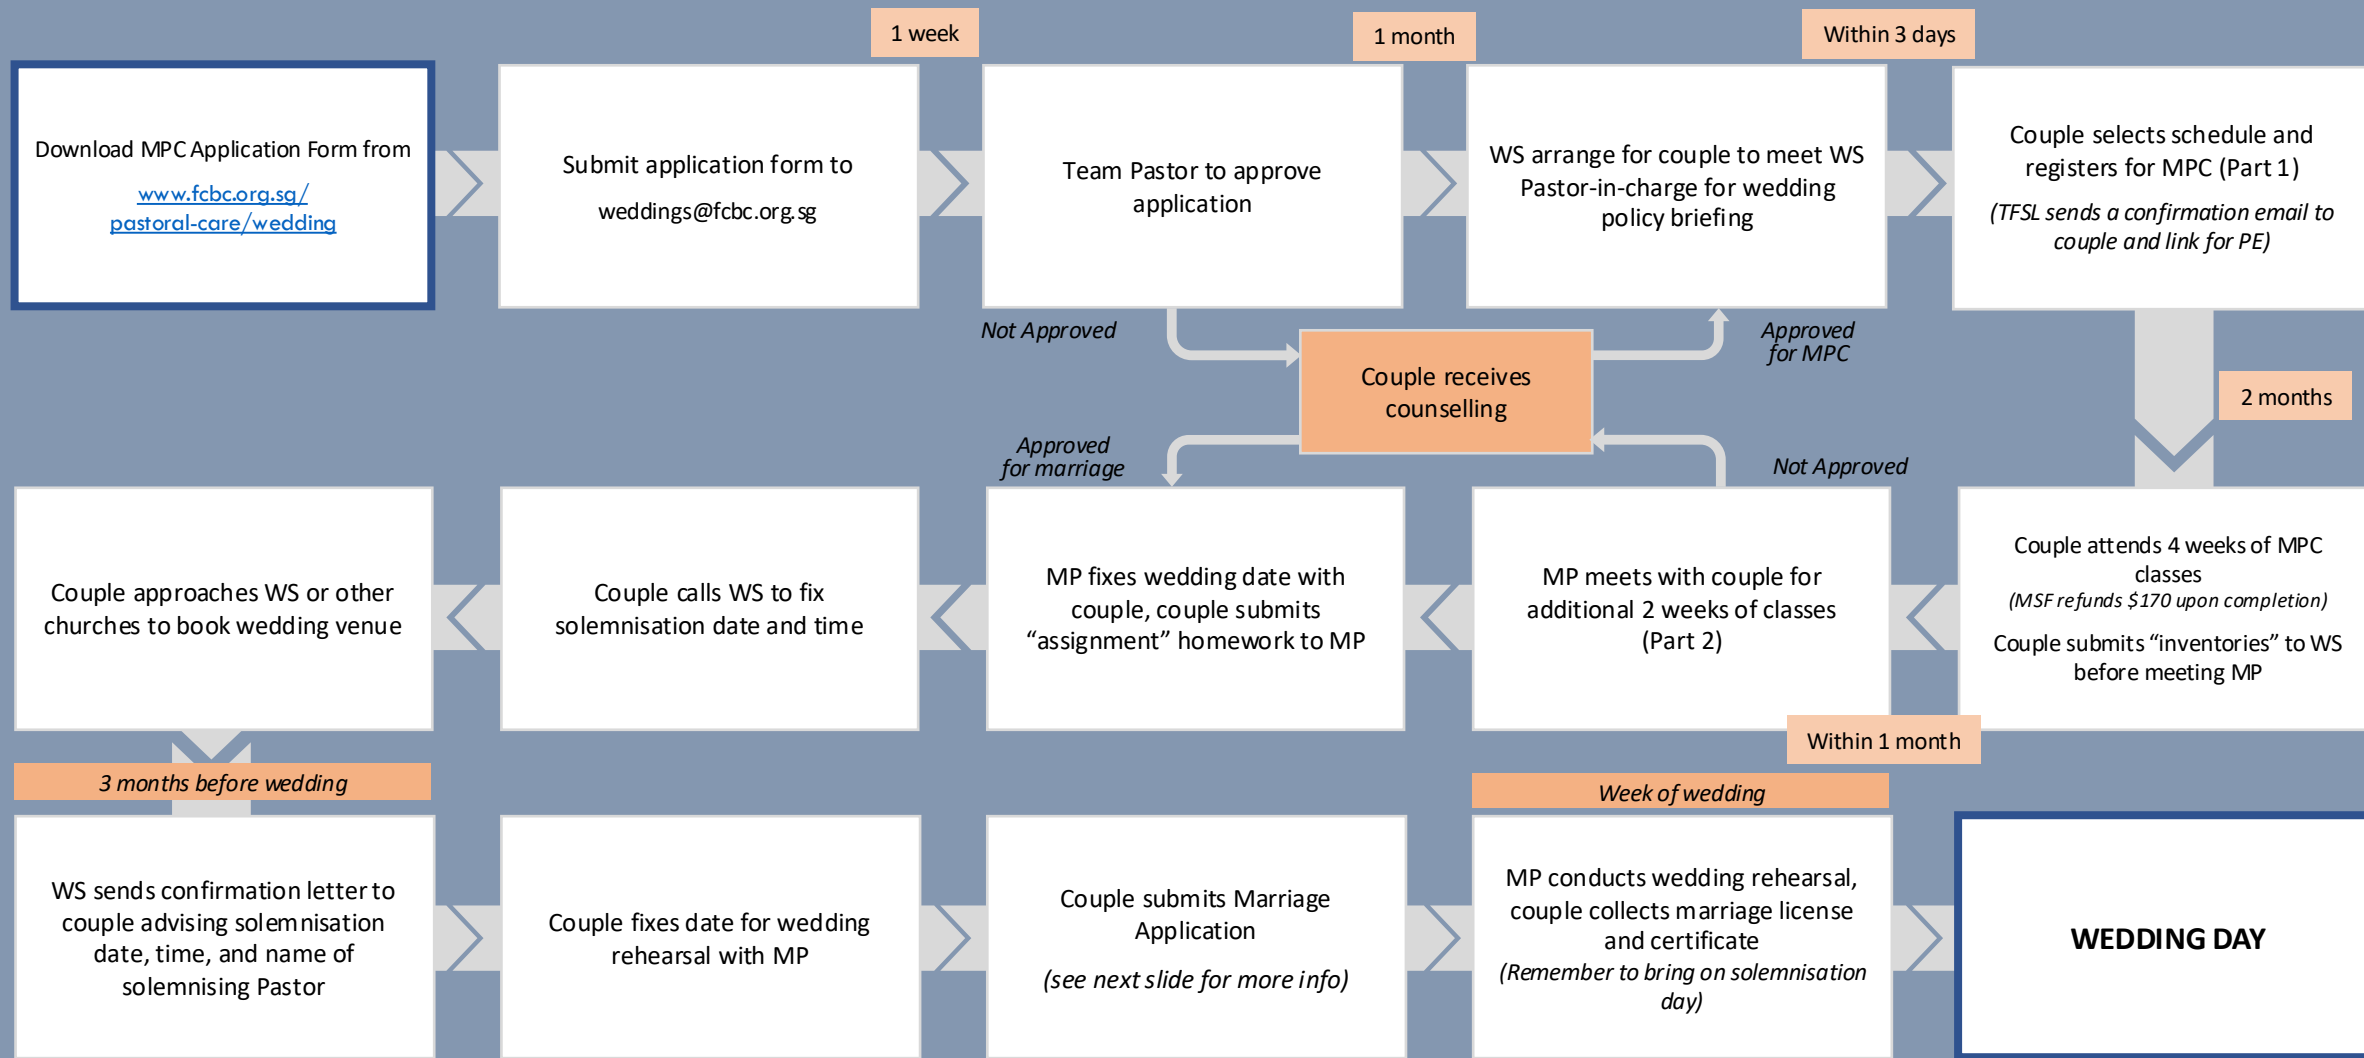 1 week
1 month
Within 3 days
Download MPC Application Form from
www.fcbc.org.sg/
pastoral-care/wedding
Submit application form to
weddings@fcbc.org.sg
Team Pastor to approve
application
WS arrange for couple to meet WS
Pastor-in-charge for wedding
policy briefing
Couple selects schedule and
registers for MPC (Part 1)
(TFSL sends a confirmation email to
couple and link for PE)
Not Approved
Approved
for MPC
Couple receives
counselling
2 months
Approved
for marriage
Not Approved
Couple approaches WS or other
churches to book wedding venue
Couple calls WS to fix
solemnisation date and time
MP fixes wedding date with
couple, couple submits
“assignment” homework to MP
MP meets with couple for
additional 2 weeks of classes
(Part 2)
Couple attends 4 weeks of MPC
classes
(MSF refunds $170 upon completion)
Couple submits “inventories” to WS
before meeting MP
Within 1 month
3 months before wedding
Week of wedding
WS sends confirmation letter to
couple advising solemnisation
date, time, and name of
solemnising Pastor
Couple fixes date for wedding
rehearsal with MP
Couple submits Marriage
Application
(see next slide for more info)
MP conducts wedding rehearsal,
couple collects marriage license
and certificate
(Remember to bring on solemnisation
day)
WEDDING DAY